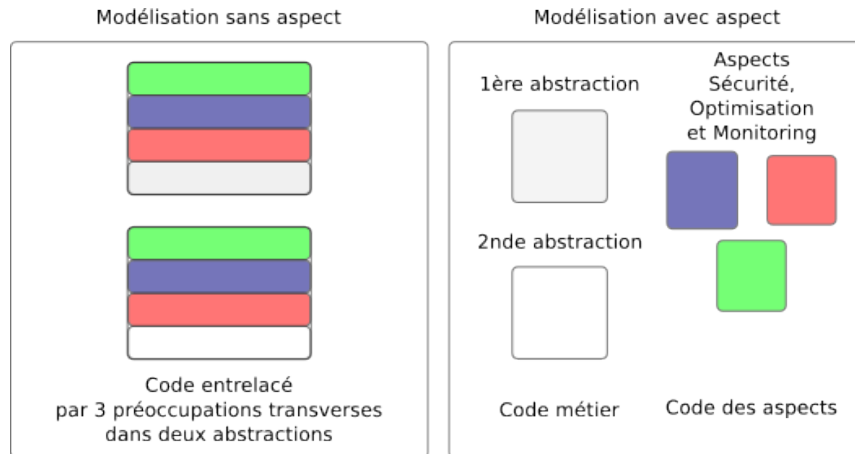 Modélisation sans aspect
Code entrelacé
par 3 préoccupations transverses
dans deux abstractions
Modélisation avec aspect
1ère abstraction
2nde abstraction
Code métier
Aspects
Sécurité,
Optimisation
et Monitoring
Code des aspects